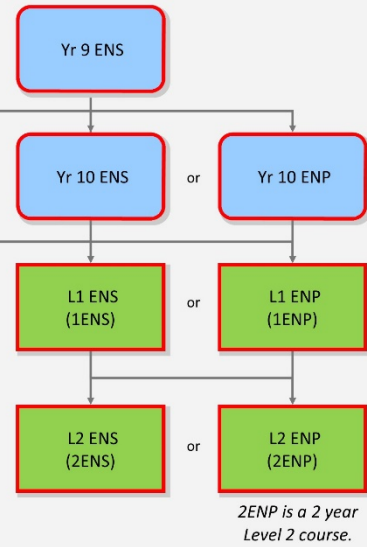 Yr 9 ENS
Yr 10 ENS
or
Yr 10 ENP
L1 ENS
(1ENS)
or
L1 ENP
(1ENP)
L2 ENS
(2ENS)
or
L2 ENP
(2ENP)
2ENP is a 2 year
Level 2 course.